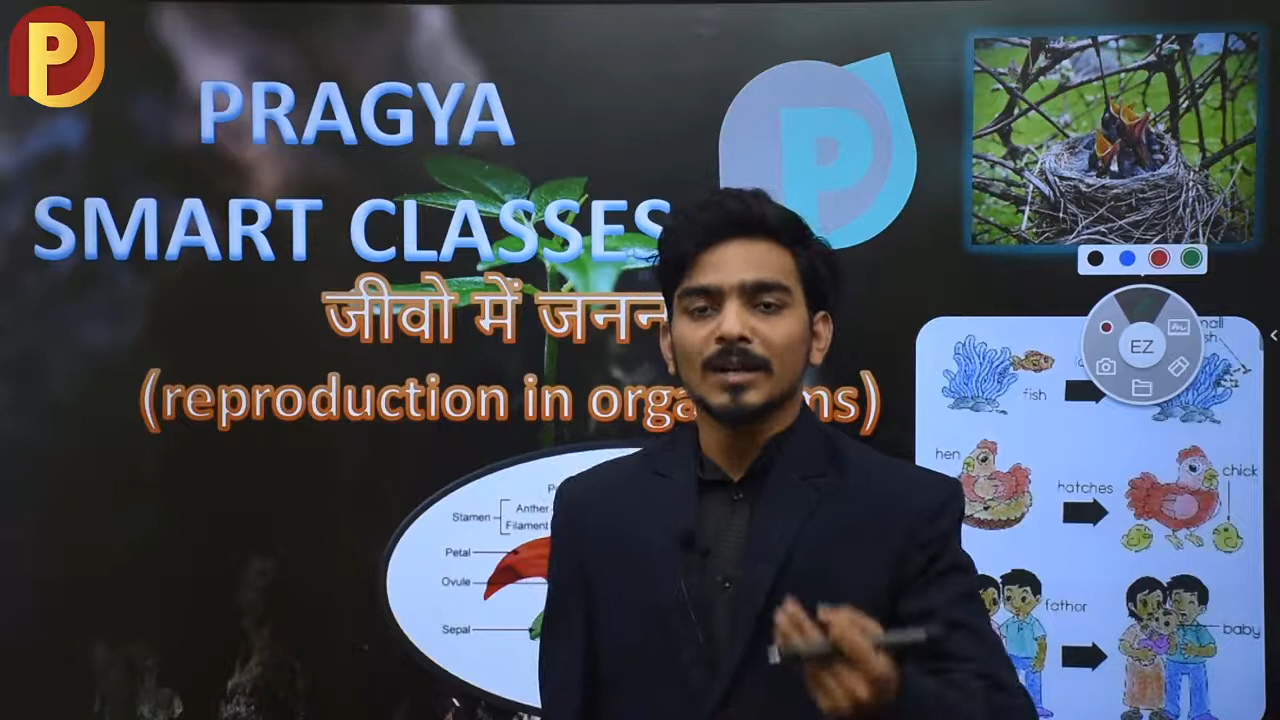 P
PRAGYA
P
SMART CLASSES
जीवो में जनन
(reproduction in
Stamen
Anther
Filament
Petal
Ovule
Sepal
EZ
fish
hen
hatches
chick
father
baby